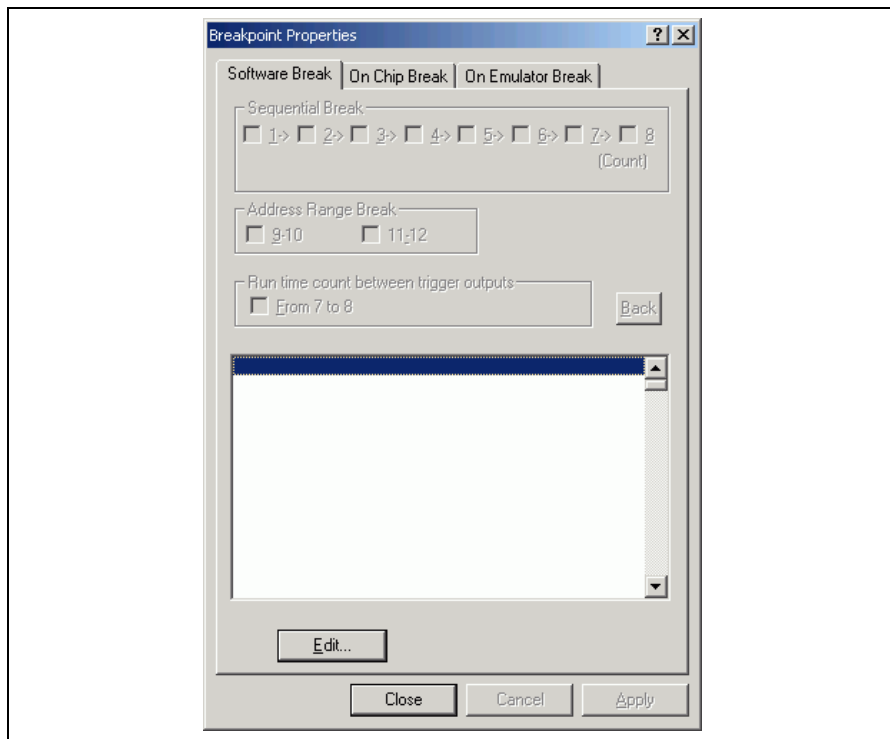 Breakpoint Properties
Software Break On Chip Break On Emulator Break
Sequential Break
1-> 2-> 3-> 4-> 5-> 6-> 7-> 8
(Count)
Address Range Break
9-10 11-12
Run time count between trigger outputs
From 7 to 8
Back
Edit...
Close Cancel Apply